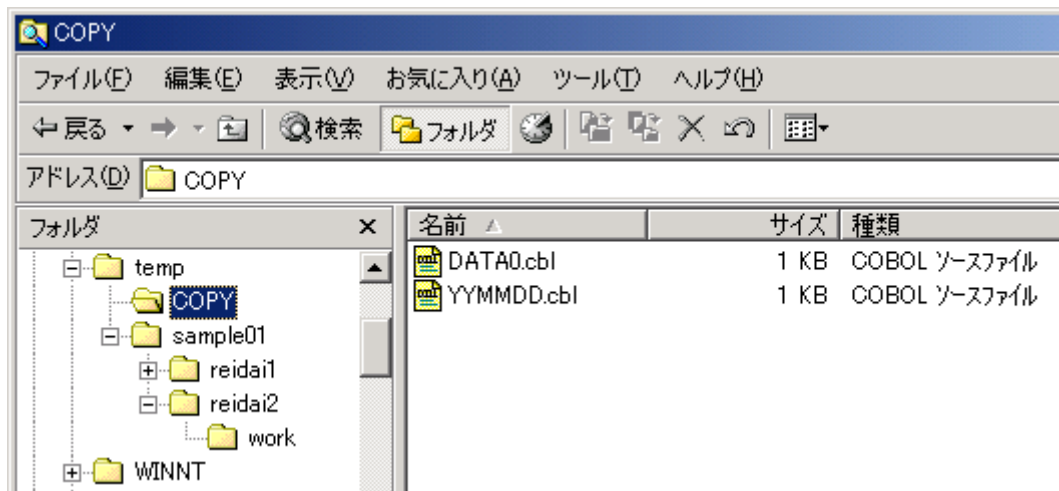 COPY
ファイル(F) 編集(E) 表示(V) お気に入り(A) ツール(T) ヘルプ(H)
戻る 検索 フォルダ
アドレス(D) COPY
フォルダ × 名前 サイズ 種類
temp
COPY
sample01
reidai1
reidai2
work
WINNT
DATA0.cbl 1 KB COBOL ソースファイル
YYMMDD.cbl 1 KB COBOL ソースファイル